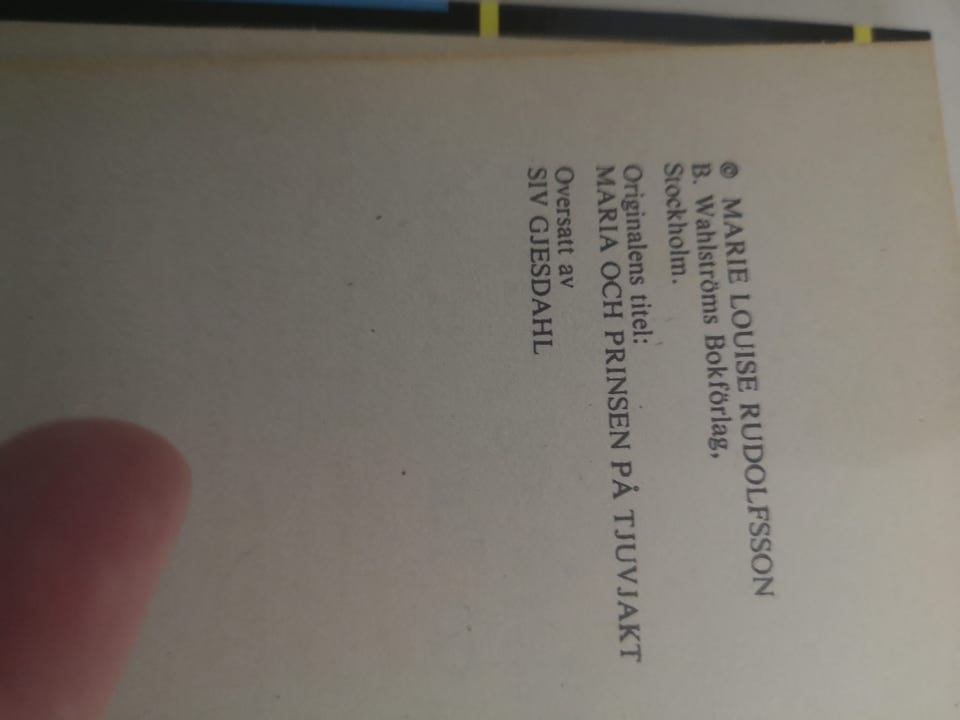 © MARIE LOUISE RUDOLFSSON
B. Wahlströms Bokförlag,
Stockholm.
Originalens titel:
MARIA OCH PRINSEN PÅ TJUVJAKT
Oversatt av
SIV GJESDAHL